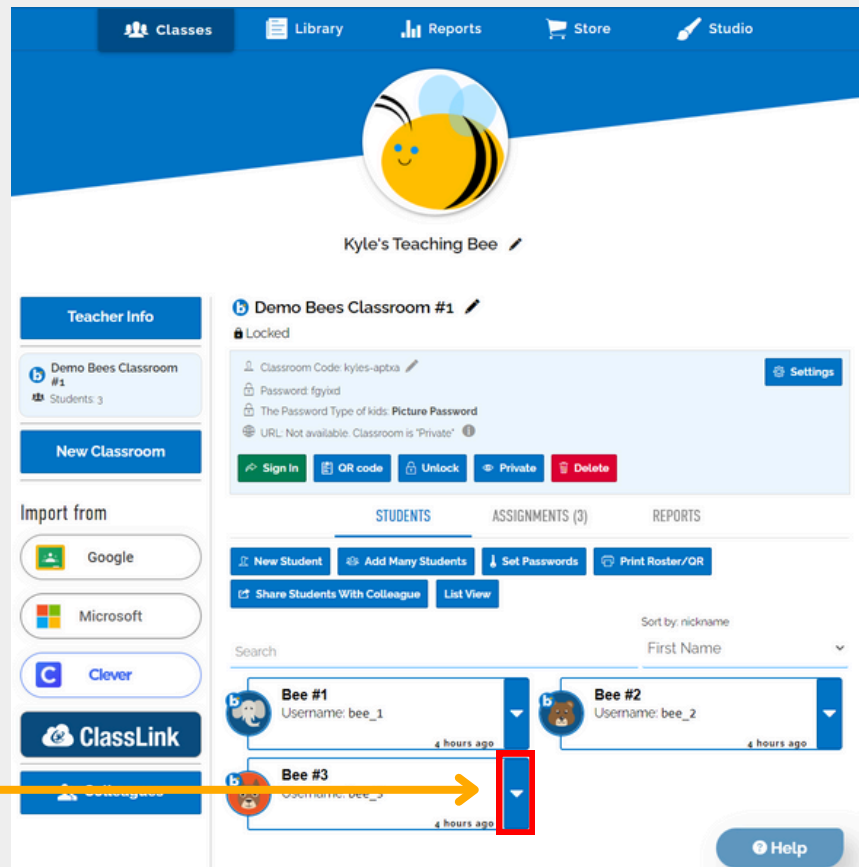 Classes Library Reports Store Studio
Kyle's Teaching Bee
Teacher Info
Demo Bees Classroom
#1
Students: 3
New Classroom
Import from
Google
Microsoft
C Clever
ClassLink
Colleagues
b Demo Bees Classroom #1
Locked
Classroom Code: kyles-aptxa
Password: fgyixd
The Password Type of kids: Picture Password
URL: Not available. Classroom is "Private"
Settings
Sign In QR code Unlock Private Delete
STUDENTS ASSIGNMENTS (3) REPORTS
New Student Add Many Students Set Passwords Print Roster/QR
Share Students With Colleague List View
Sort by: nickname
Search First Name
Bee #1
Username: bee_1
4 hours ago
Bee #2
Username: bee_2
4 hours ago
Bee #3
Username: bee_3
4 hours ago
Help